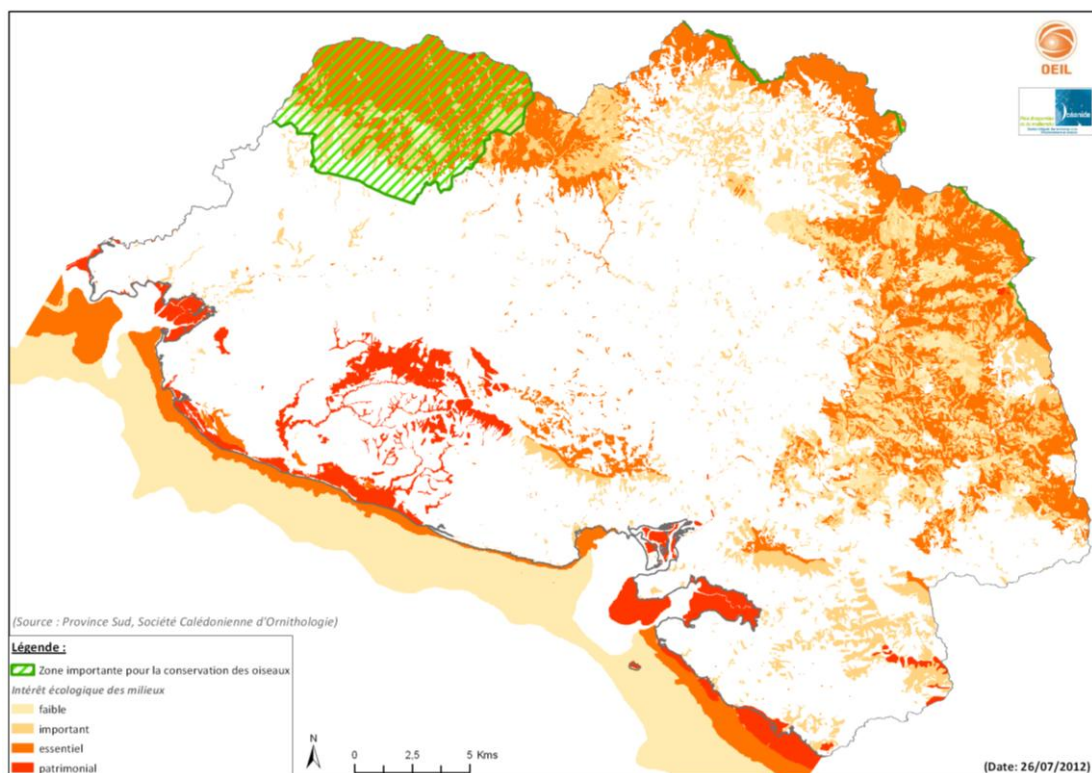 OEIL
Océanide
(Source : Province Sud, Société Calédonienne d'Ornithologie)
Légende :
Zone importante pour la conservation des oiseaux
Intérêt écologique des milieux
faible
important
essentiel
patrimonial
N
0 2,5 5 Kms
(Date: 26/07/2012)